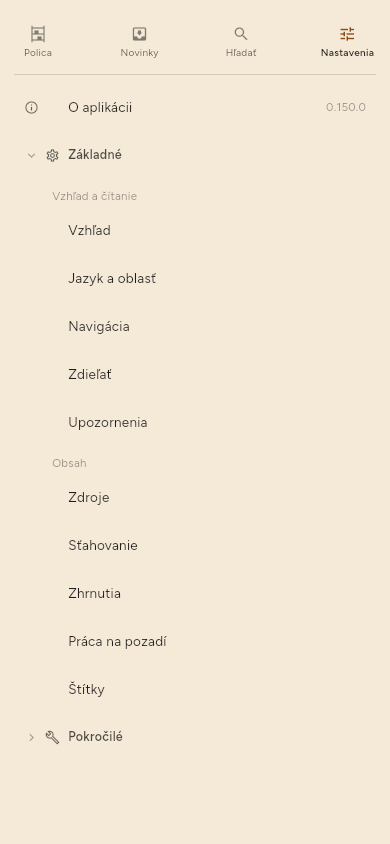 Polica
Novinky
Hľadať
Nastavenia
O aplikácii 0.150.0
Základné
Vzhľad a čítanie
Vzhľad
Jazyk a oblasť
Navigácia
Zdieľať
Upozornenia
Obsah
Zdroje
Sťahovanie
Zhrnutia
Práca na pozadí
Štítky
Pokročilé